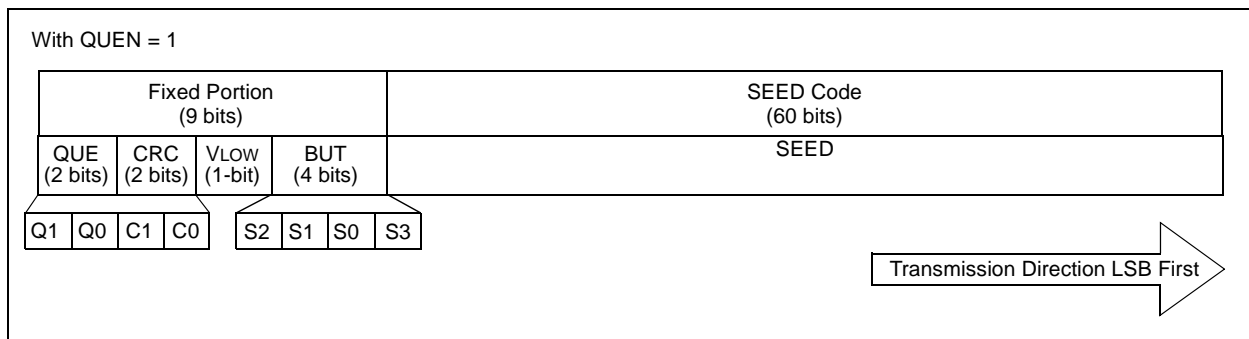 With QUEN = 1
Fixed Portion
(9 bits)
SEED Code
(60 bits)
QUE
(2 bits)
CRC
(2 bits)
VLOW
(1-bit)
BUT
(4 bits)
SEED
Q1 Q0 C1 C0
S2 S1 S0 S3
Transmission Direction LSB First